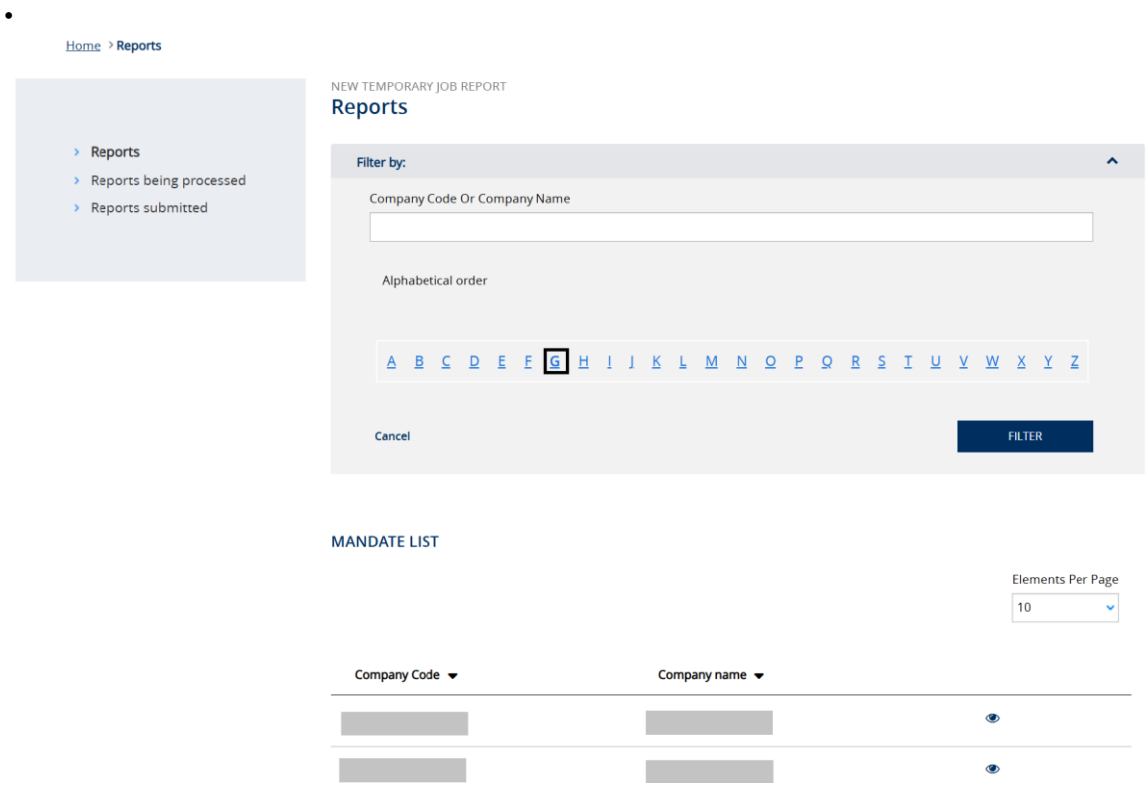 Home > Reports
Reports
Reports being processed
Reports submitted
NEW TEMPORARY JOB REPORT
Reports
Filter by:
Company Code Or Company Name
Alphabetical order
A B C D E F G H I J K L M N O P Q R S T U V W X Y Z
Cancel
FILTER
MANDATE LIST
Elements Per Page
10
Company Code Company name